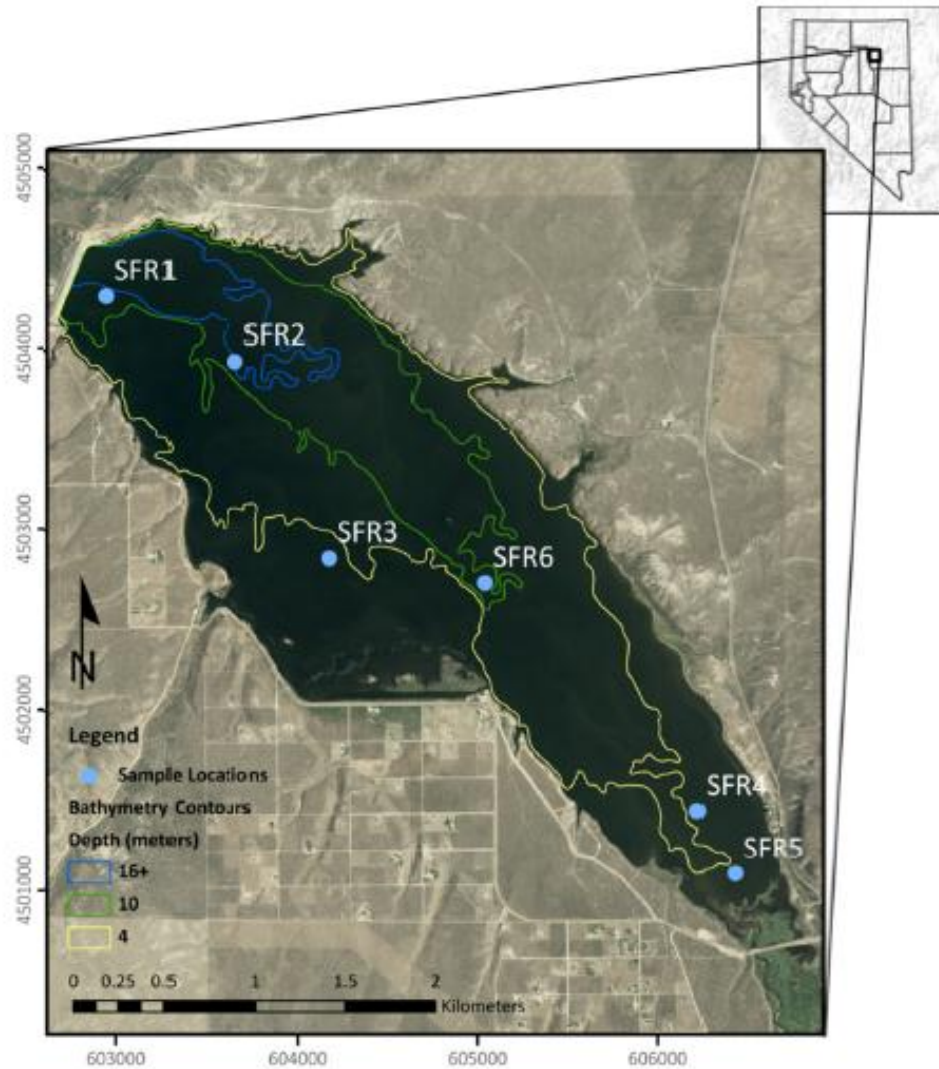 4505000
4504000
4503000
4502000
4501000
SFR1
SFR2
SFR3
SFR6
SFR4
SFR5
N
Legend
Sample Locations
Bathymetry Contours
Depth (meters)
16+
10
4
0 0.25 0.5 1 1.5 2
Kilometers
603000 604000 605000 606000